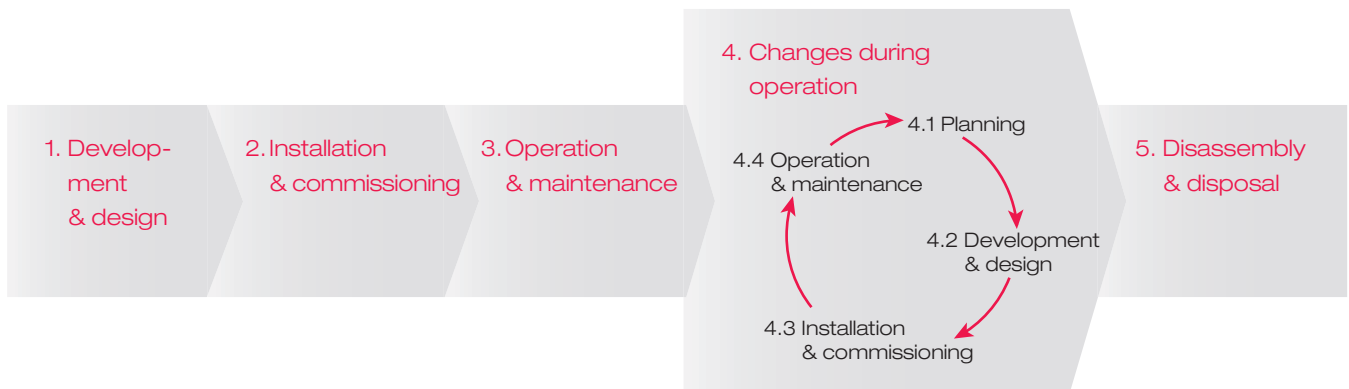 1. Develop-
ment
& design
2. Installation
& commissioning
3. Operation
& maintenance
4. Changes during
operation
4.1 Planning
4.2 Development
& design
4.3 Installation
& commissioning
4.4 Operation
& maintenance
5. Disassembly
& disposal